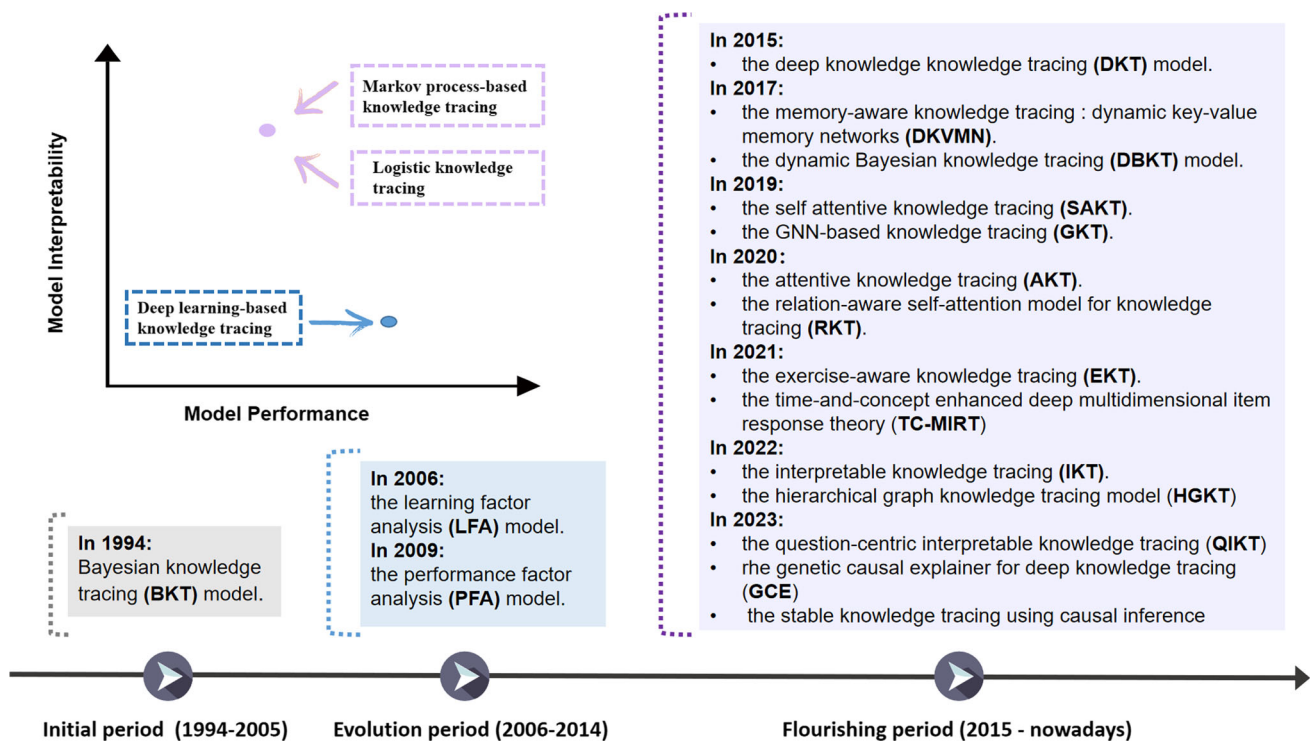 Model Interpretability
Markov process-based
knowledge tracing
Logistic knowledge
tracing
Deep learning-based
knowledge tracing
Model Performance
In 1994:
Bayesian knowledge
tracing (BKT) model.
In 2006:
the learning factor
analysis (LFA) model.
In 2009:
the performance factor
analysis (PFA) model.
In 2015:
• the deep knowledge knowledge tracing (DKT) model.
In 2017:
• the memory-aware knowledge tracing : dynamic key-value
memory networks (DKVMN).
• the dynamic Bayesian knowledge tracing (DBKT) model.
In 2019:
• the self attentive knowledge tracing (SAKT).
• the GNN-based knowledge tracing (GKT).
In 2020:
• the attentive knowledge tracing (AKT).
• the relation-aware self-attention model for knowledge
tracing (RKT).
In 2021:
• the exercise-aware knowledge tracing (EKT).
• the time-and-concept enhanced deep multidimensional item
response theory (TC-MIRT)
In 2022:
• the interpretable knowledge tracing (IKT).
• the hierarchical graph knowledge tracing model (HGKT)
In 2023:
• the question-centric interpretable knowledge tracing (QIKT)
• rhe genetic causal explainer for deep knowledge tracing
(GCE)
• the stable knowledge tracing using causal inference
Initial period (1994-2005)
Evolution period (2006-2014)
Flourishing period (2015 - nowadays)